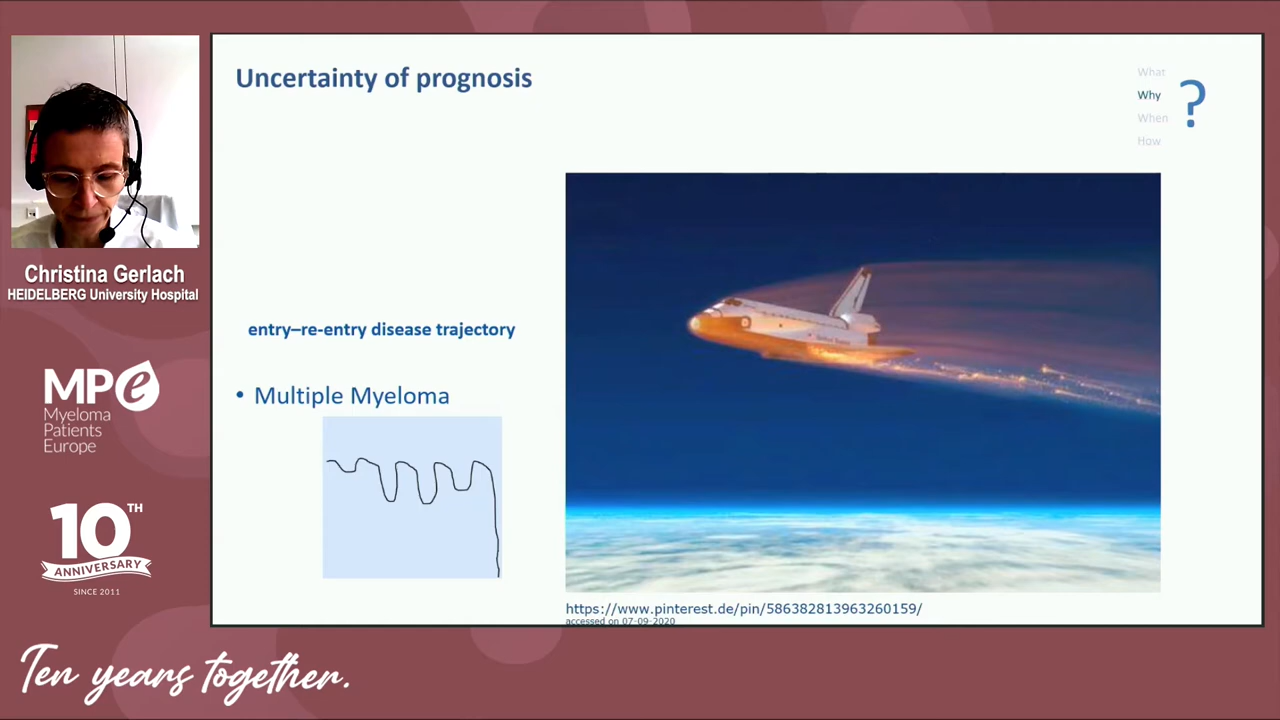 Uncertainty of prognosis
What
Why
When
How
?
entry–re-entry disease trajectory
• Multiple Myeloma
https://www.pinterest.de/pin/586382813963260159/
accessed on 07-09-2020
Christina Gerlach
HEIDELBERG University Hospital
MPe
Myeloma
Patients
Europe
10TH
ANNIVERSARY
SINCE 2011
Ten years together.